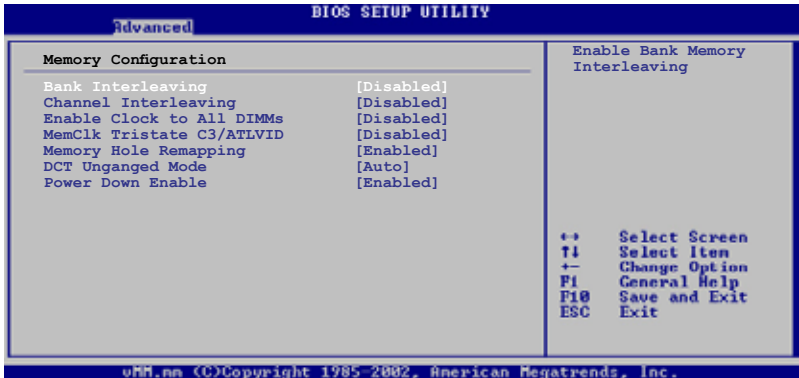 BIOS SETUP UTILITY
Advanced
Memory Configuration
Bank Interleaving [Disabled]
Channel Interleaving [Disabled]
Enable Clock to All DIMMs [Disabled]
MemClk Tristate C3/ATLVID [Disabled]
Memory Hole Remapping [Enabled]
DCT Unganged Mode [Auto]
Power Down Enable [Enabled]
Enable Bank Memory
Interleaving
↔ Select Screen
↑↓ Select Item
+- Change Option
F1 General Help
F10 Save and Exit
ESC Exit
vMM.nn (C)Copyright 1985-2002, American Megatrends, Inc.